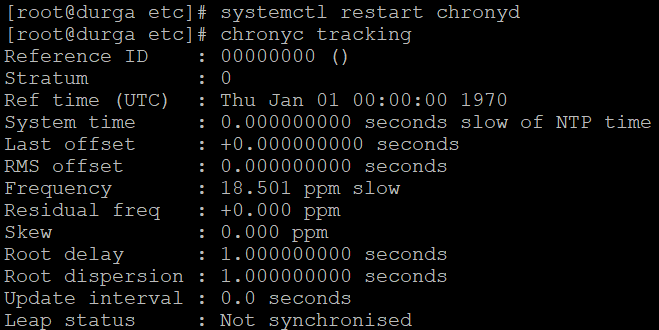 [root@durga etc]# systemctl restart chronyd
[root@durga etc]# chronyc tracking
Reference ID    : 00000000 ()
Stratum         : 0
Ref time (UTC)  : Thu Jan 01 00:00:00 1970
System time     : 0.000000000 seconds slow of NTP time
Last offset     : +0.000000000 seconds
RMS offset      : 0.000000000 seconds
Frequency       : 18.501 ppm slow
Residual freq   : +0.000 ppm
Skew            : 0.000 ppm
Root delay      : 1.000000000 seconds
Root dispersion : 1.000000000 seconds
Update interval : 0.0 seconds
Leap status     : Not synchronised